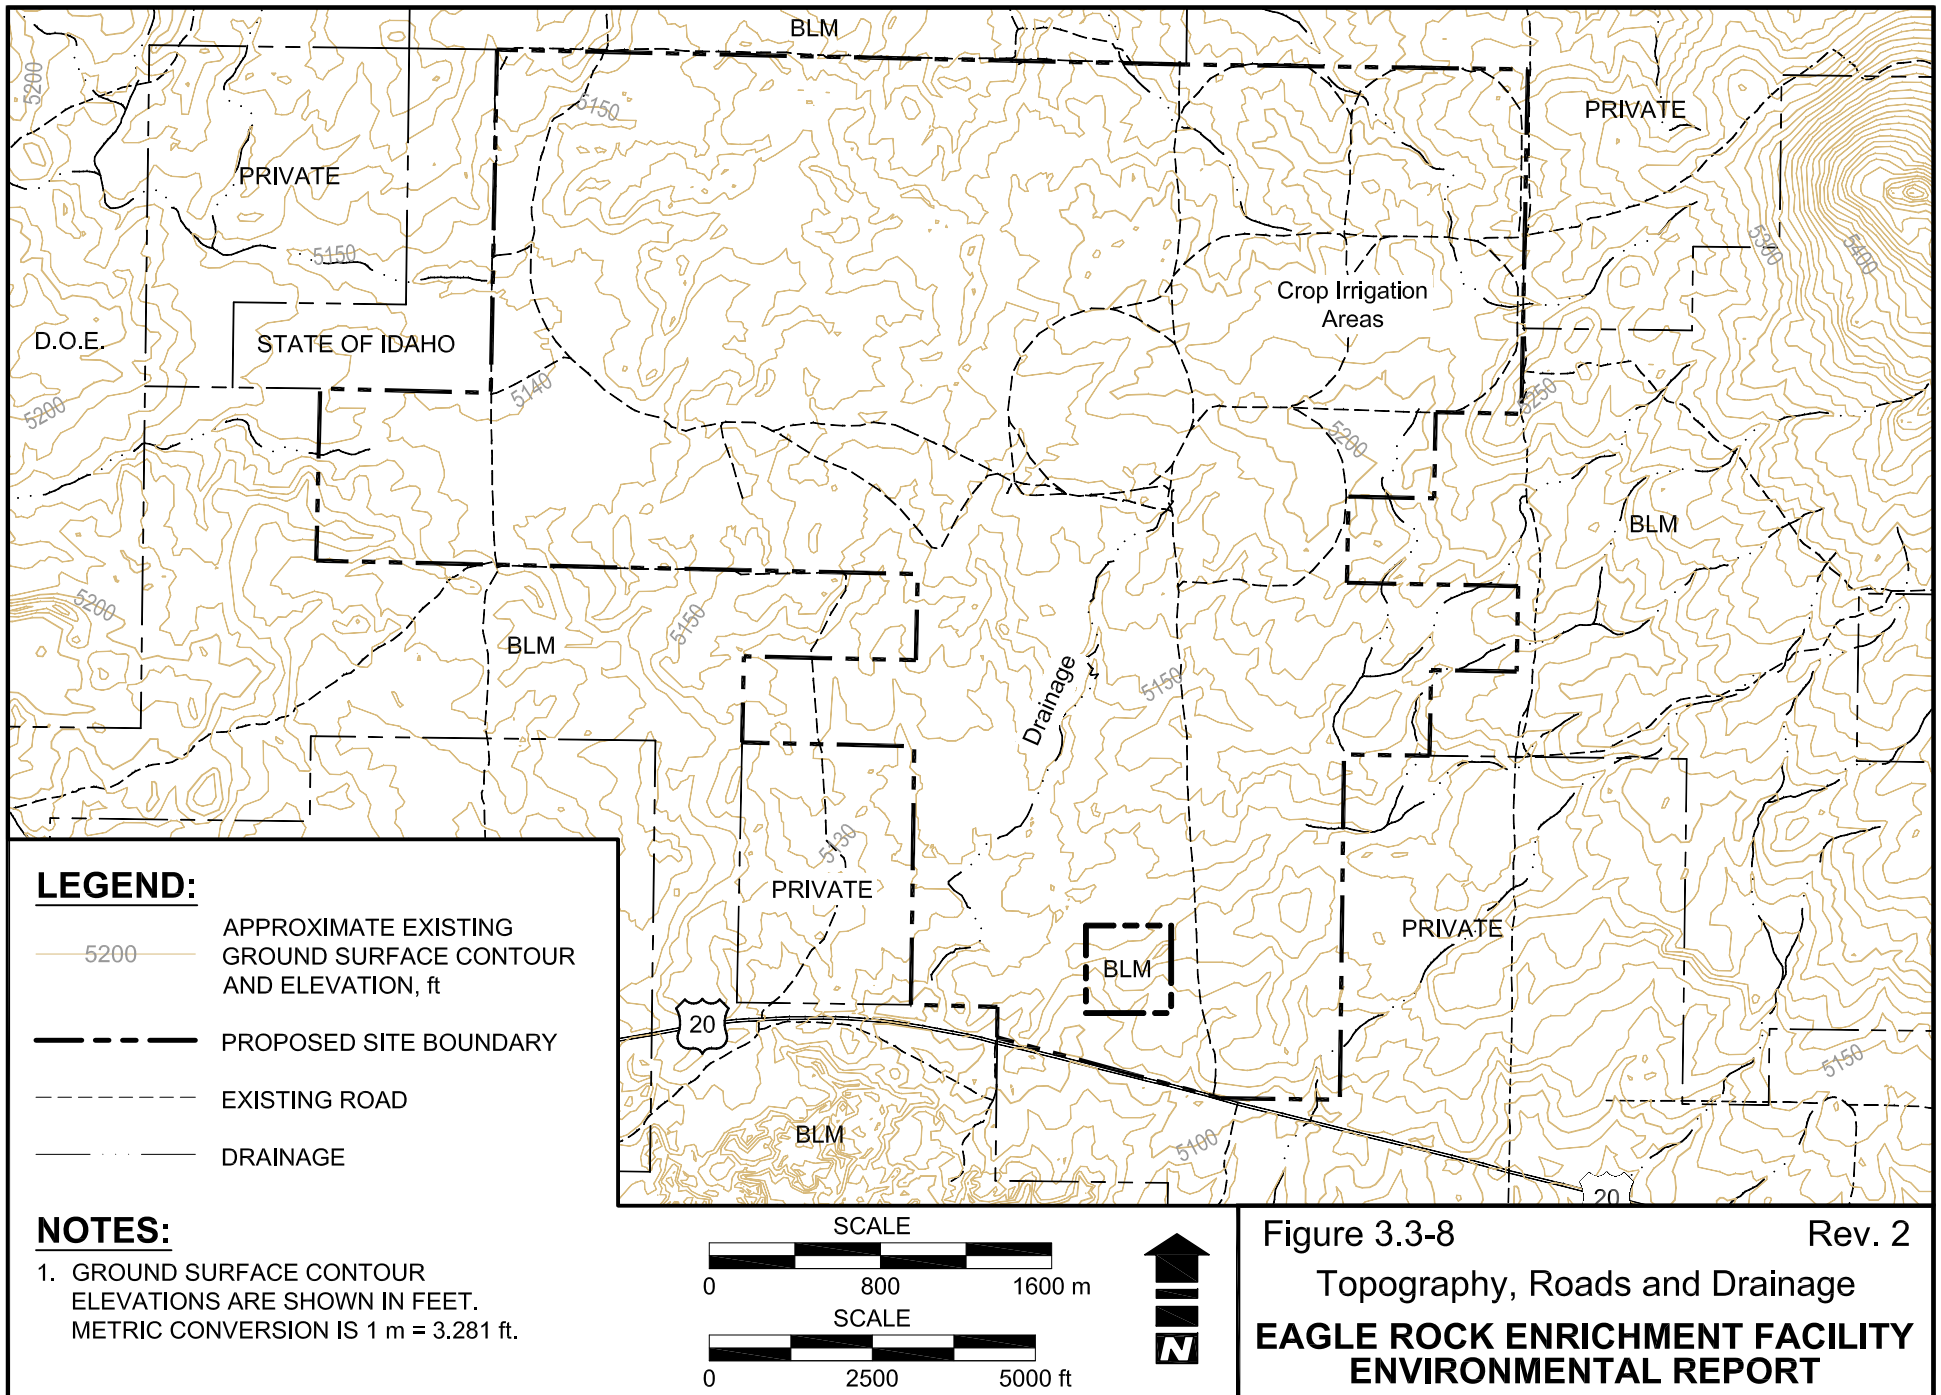 BLM
5200
5150
PRIVATE
PRIVATE
5150
5300
5400
D.O.E.
STATE OF IDAHO
Crop Irrigation
Areas
5140
5200
5250
5200
BLM
5200
5150
BLM
Drainage
5150
5130
PRIVATE
PRIVATE
BLM
20
5150
BLM
5100
20
LEGEND:
5200
APPROXIMATE EXISTING
GROUND SURFACE CONTOUR
AND ELEVATION, ft
PROPOSED SITE BOUNDARY
EXISTING ROAD
DRAINAGE
NOTES:
1. GROUND SURFACE CONTOUR
ELEVATIONS ARE SHOWN IN FEET.
METRIC CONVERSION IS 1 m = 3.281 ft.
SCALE
0 800 1600 m
SCALE
0 2500 5000 ft
N
Figure 3.3-8 Rev. 2
Topography, Roads and Drainage
EAGLE ROCK ENRICHMENT FACILITY
ENVIRONMENTAL REPORT